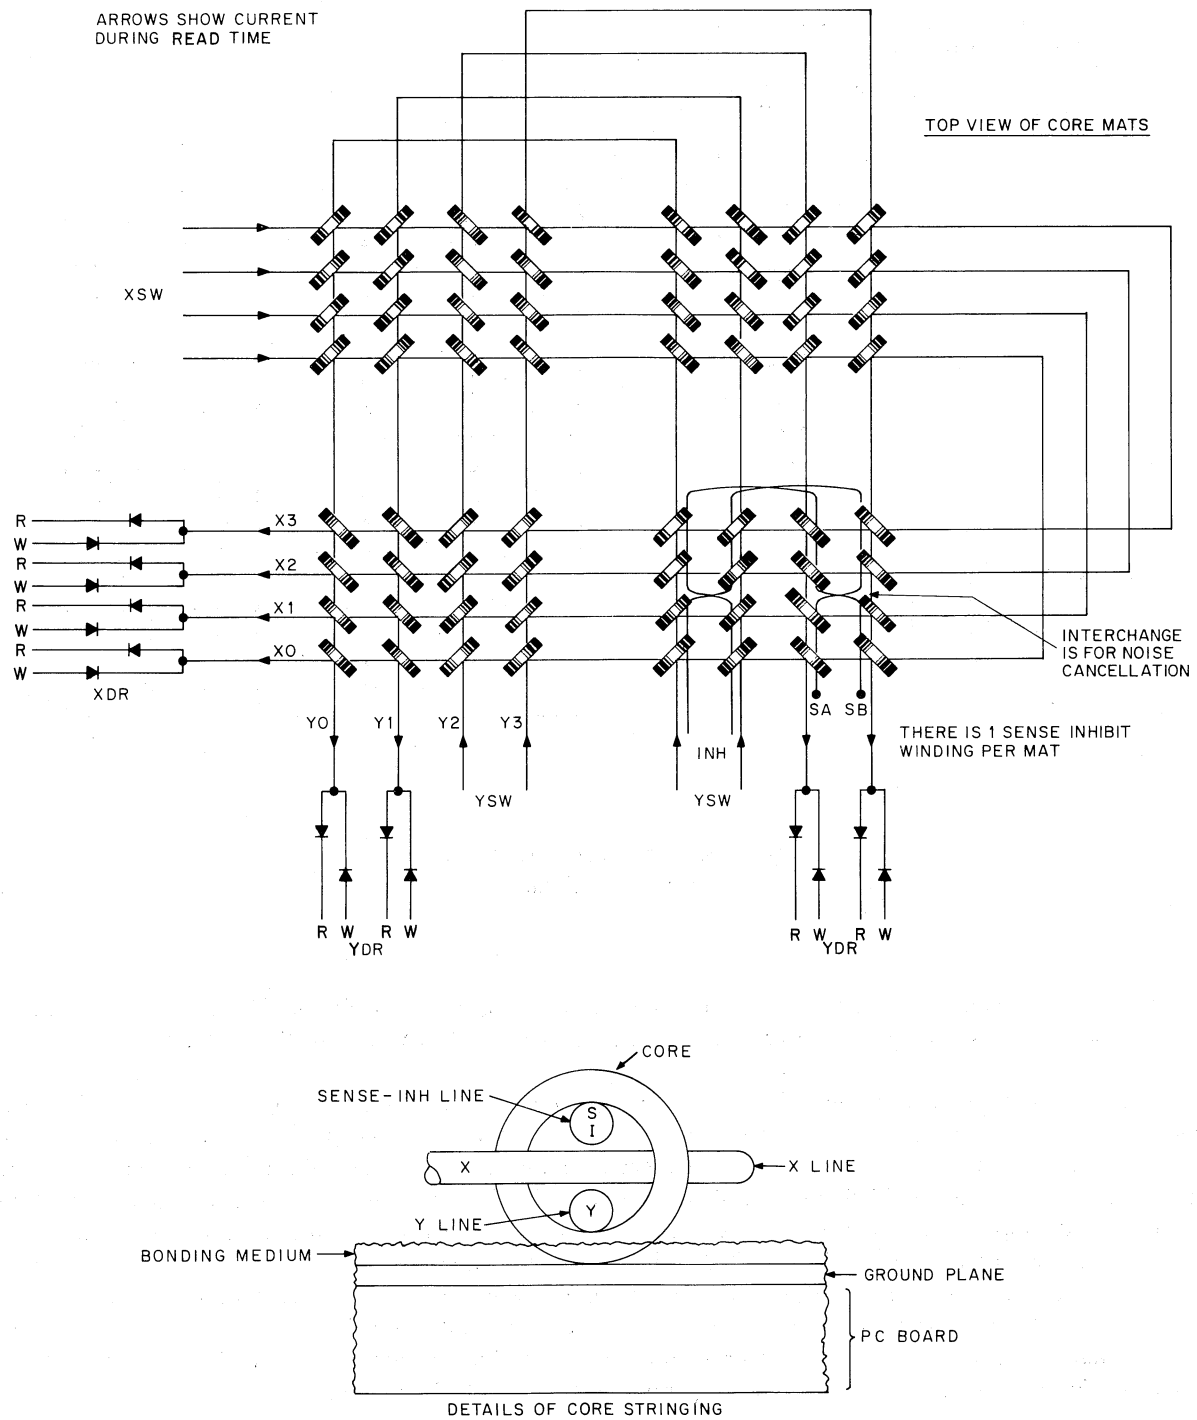 ARROWS SHOW CURRENT
DURING READ TIME
TOP VIEW OF CORE MATS
XSW
R
W
R
W
R
W
R
W
X3
X2
X1
X0
XDR
INTERCHANGE
IS FOR NOISE
CANCELLATION
SA SB
Y0 Y1 Y2 Y3
THERE IS 1 SENSE INHIBIT
WINDING PER MAT
INH
YSW
YSW
R W R W
YDR
R W R W
YDR
CORE
SENSE-INH LINE
S
I
X
X LINE
Y
Y LINE
BONDING MEDIUM
GROUND PLANE
PC BOARD
DETAILS OF CORE STRINGING